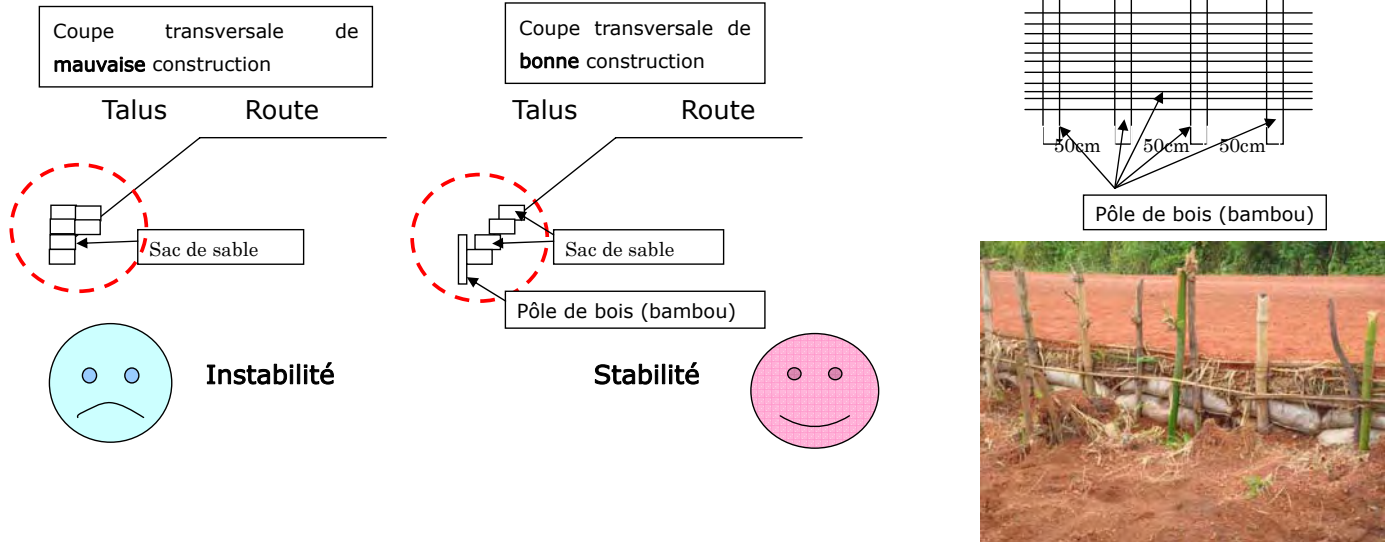 Coupe transversale de
mauvaise construction
Talus Route
Sac de sable
Instabilité
Coupe transversale de
bonne construction
Talus Route
Sac de sable
Pôle de bois (bambou)
Stabilité
50cm 50cm 50cm
Pôle de bois (bambou)